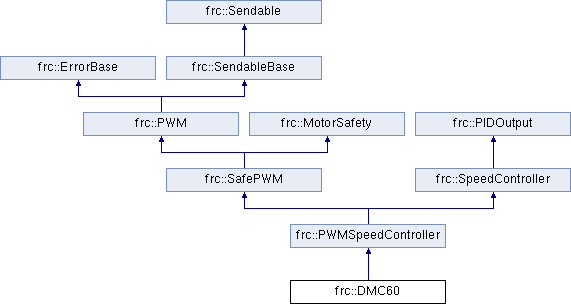 frc::Sendable
frc::ErrorBase
frc::SendableBase
frc::PWM
frc::MotorSafety
frc::PIDOutput
frc::SafePWM
frc::SpeedController
frc::PWMSpeedController
frc::DMC60